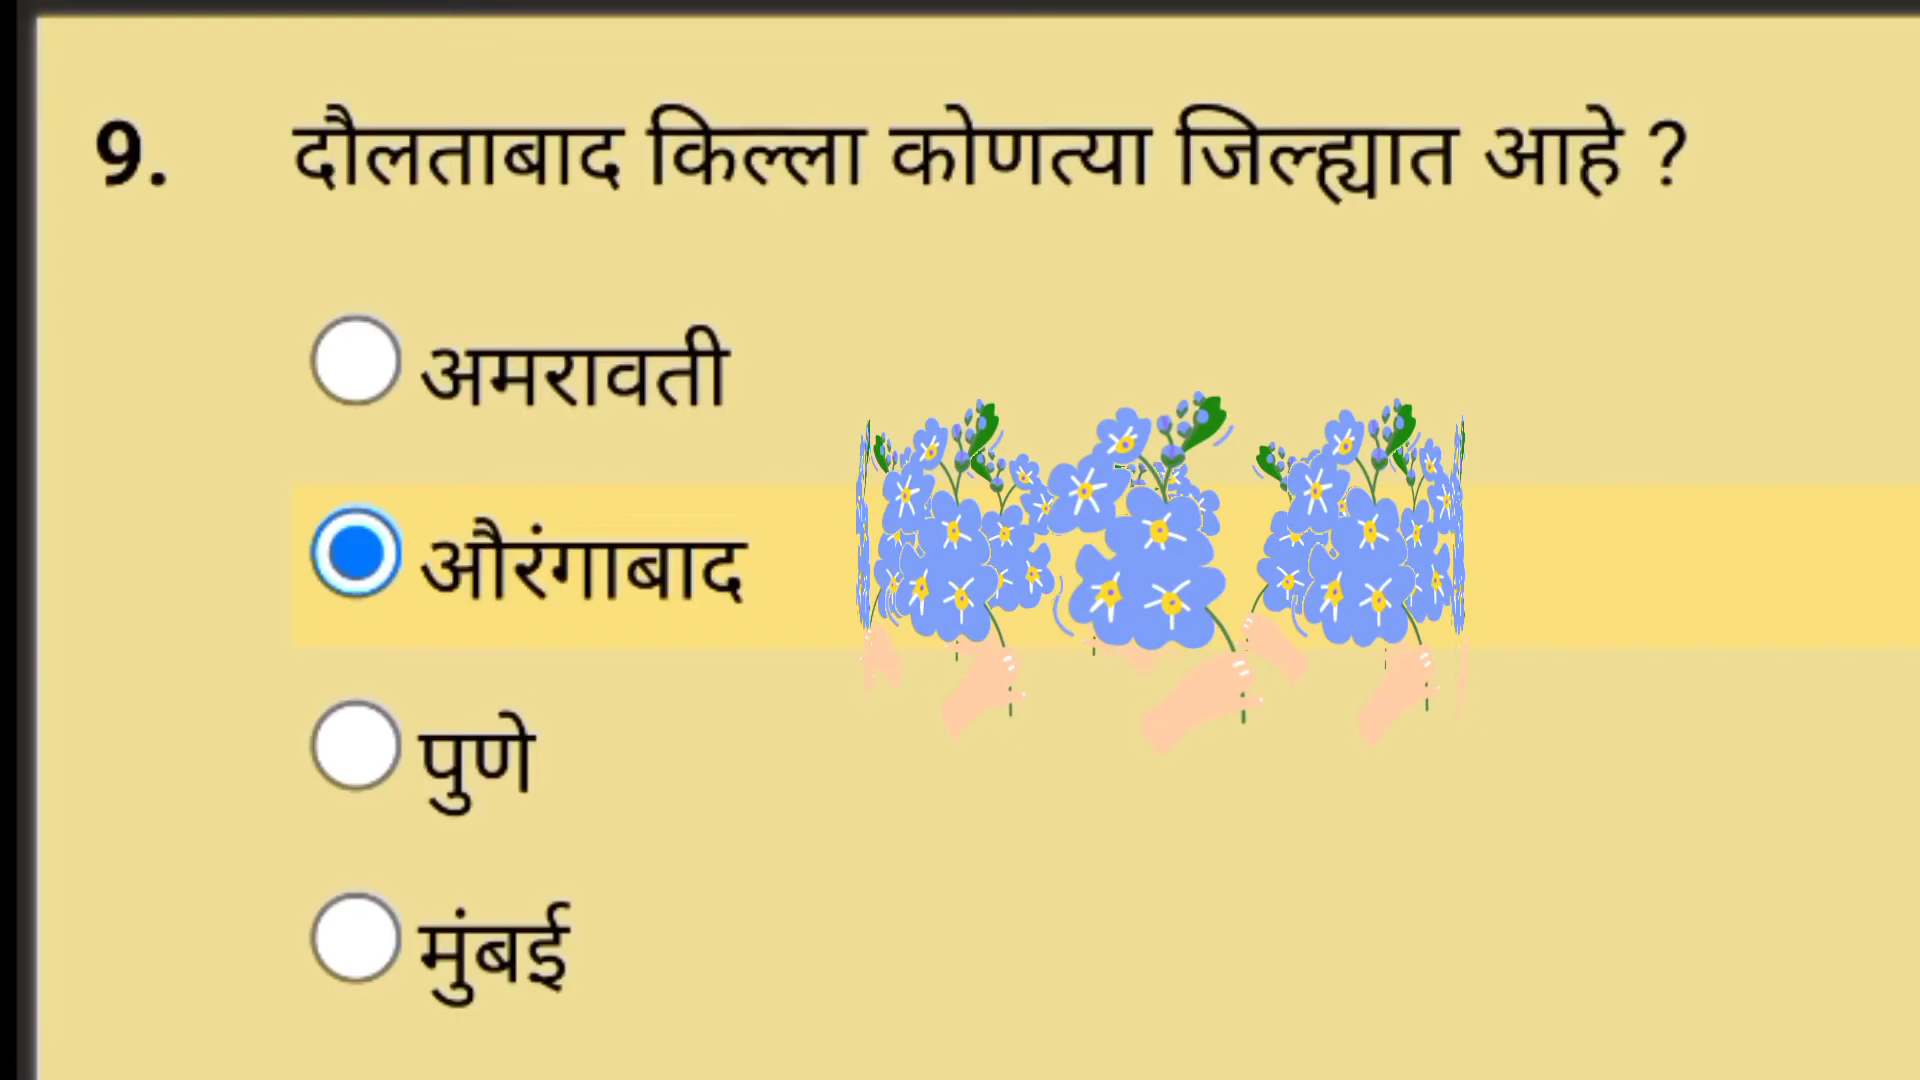 9. दौलताबाद किल्ला कोणत्या जिल्ह्यात आहे ?
अमरावती
औरंगाबाद
पुणे
मुंबई